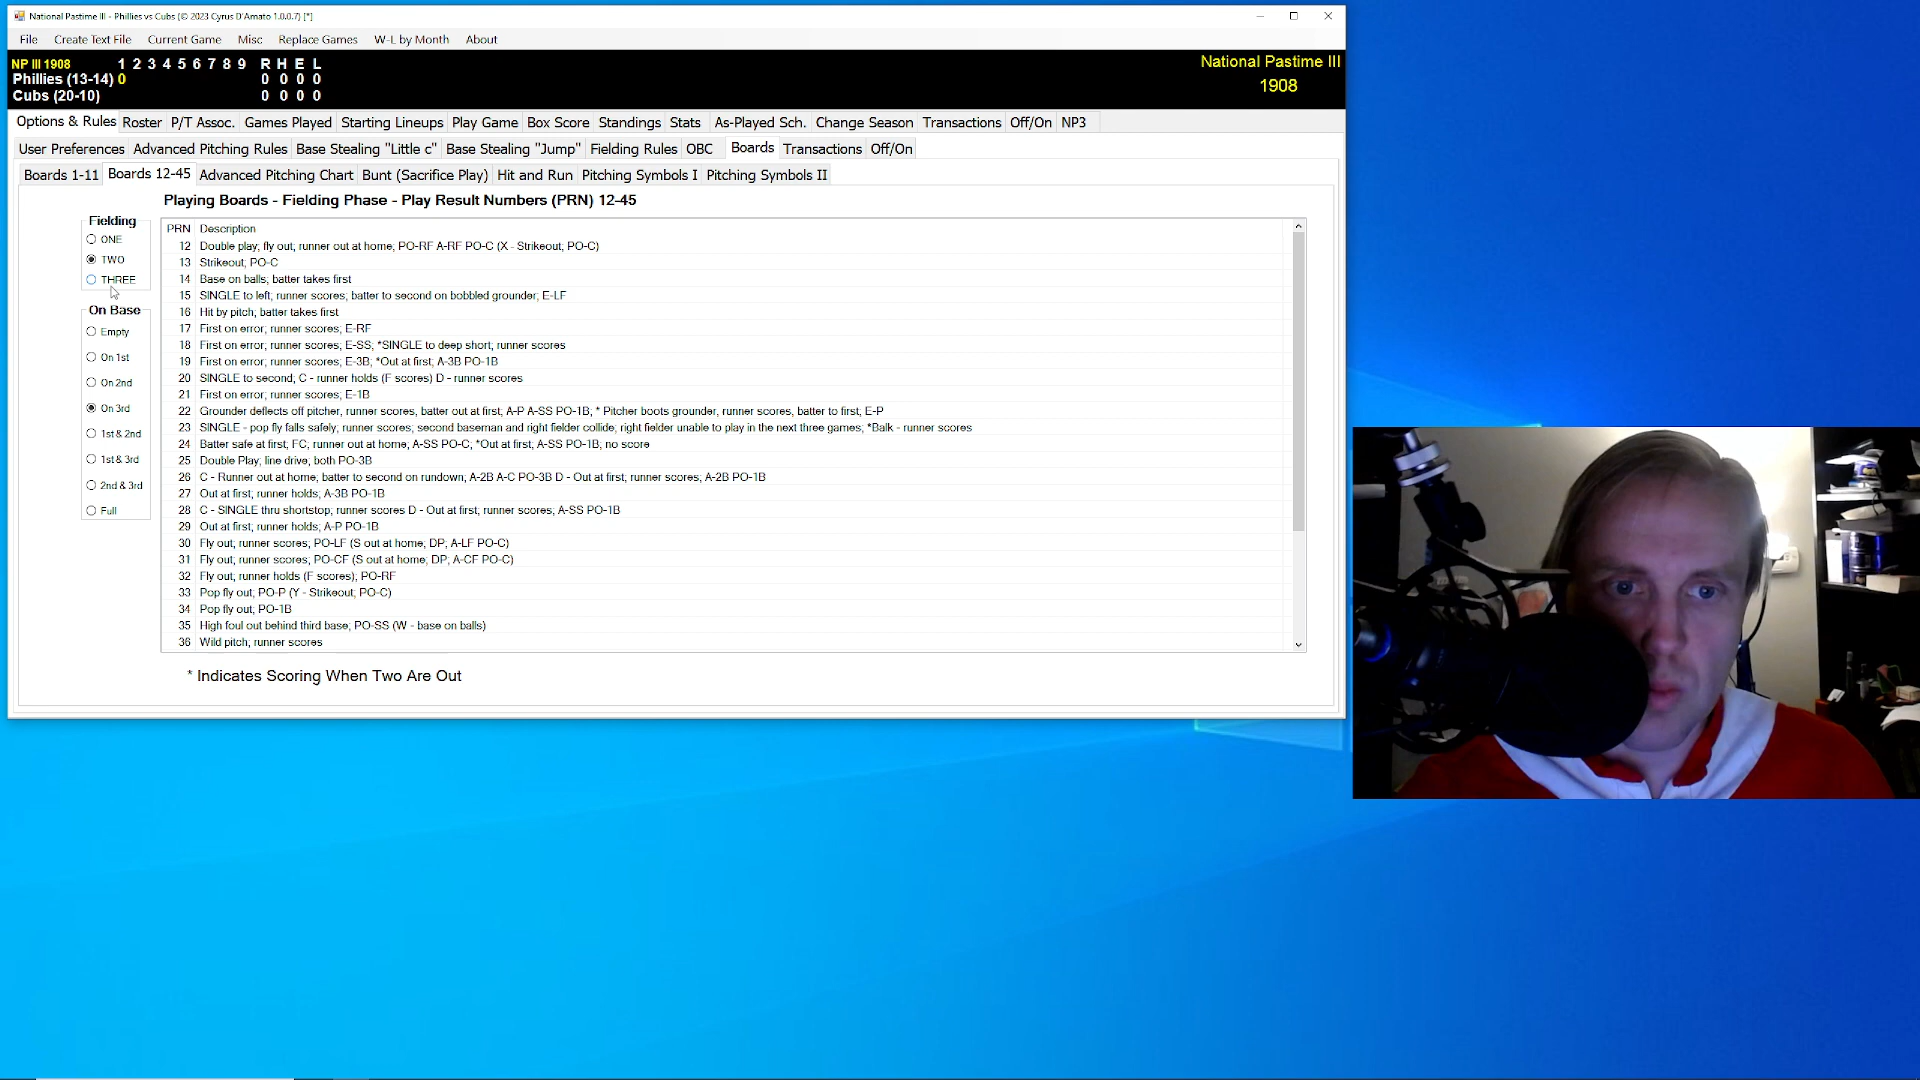 National Pastime III - Phillies vs Cubs (© 2023 Cyrus D'Amato 1.0.0.7) [*]
File Create Text File Current Game Misc Replace Games W-L by Month About
NP III 1908 1 2 3 4 5 6 7 8 9 R H E L
Phillies (13-14) 0 0 0 0 0
Cubs (20-10) 0 0 0 0
National Pastime III
1908
Options & Rules Roster P/T Assoc. Games Played Starting Lineups Play Game Box Score Standings Stats As-Played Sch. Change Season Transactions Off/On NP3
User Preferences Advanced Pitching Rules Base Stealing "Little c" Base Stealing "Jump" Fielding Rules OBC Boards Transactions Off/On
Boards 1-11 Boards 12-45 Advanced Pitching Chart Bunt (Sacrifice Play) Hit and Run Pitching Symbols I Pitching Symbols II
Playing Boards - Fielding Phase - Play Result Numbers (PRN) 12-45
Fielding
ONE
TWO
THREE
On Base
Empty
On 1st
On 2nd
On 3rd
1st & 2nd
1st & 3rd
2nd & 3rd
Full
PRN Description
12 Double play; fly out; runner out at home; PO-RF A-RF PO-C (X - Strikeout; PO-C)
13 Strikeout; PO-C
14 Base on balls; batter takes first
15 SINGLE to left; runner scores; batter to second on bobbled grounder; E-LF
16 Hit by pitch; batter takes first
17 First on error; runner scores; E-RF
18 First on error; runner scores; E-SS; *SINGLE to deep short; runner scores
19 First on error; runner scores; E-3B; *Out at first; A-3B PO-1B
20 SINGLE to second; C - runner holds (F scores) D - runner scores
21 First on error; runner scores; E-1B
22 Grounder deflects off pitcher, runner scores, batter out at first; A-P A-SS PO-1B; * Pitcher boots grounder, runner scores, batter to first; E-P
23 SINGLE - pop fly falls safely; runner scores; second baseman and right fielder collide; right fielder unable to play in the next three games; *Balk - runner scores
24 Batter safe at first; FC; runner out at home; A-SS PO-C; *Out at first; A-SS PO-1B; no score
25 Double Play; line drive; both PO-3B
26 C - Runner out at home; batter to second on rundown; A-2B A-C PO-3B D - Out at first; runner scores; A-2B PO-1B
27 Out at first; runner holds; A-3B PO-1B
28 C - SINGLE thru shortstop; runner scores D - Out at first; runner scores; A-SS PO-1B
29 Out at first; runner holds; A-P PO-1B
30 Fly out; runner scores; PO-LF (S out at home; DP; A-LF PO-C)
31 Fly out; runner scores; PO-CF (S out at home; DP; A-CF PO-C)
32 Fly out; runner holds (F scores); PO-RF
33 Pop fly out; PO-P (Y - Strikeout; PO-C)
34 Pop fly out; PO-1B
35 High foul out behind third base; PO-SS (W - base on balls)
36 Wild pitch; runner scores
* Indicates Scoring When Two Are Out